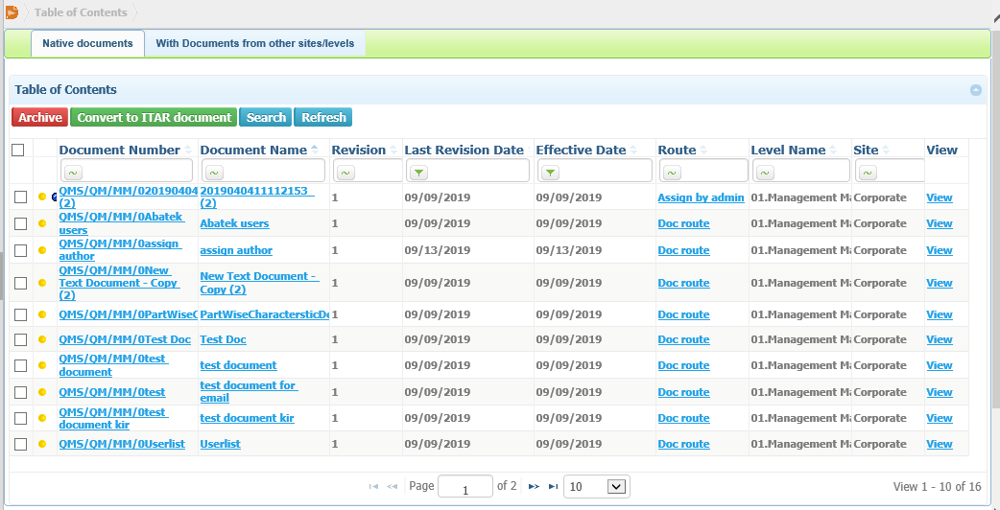 Table of Contents
Native documents
With Documents from other sites/levels
Table of Contents
Archive Convert to ITAR document Search Refresh
Document Number Document Name Revision Last Revision Date Effective Date Route Level Name Site View
~ ~ ~ ~ ~ ~
QMS/QM/MM/020190404 2019040411112153 1 09/09/2019 09/09/2019 Assign by admin 01.Management Ma Corporate View
(2) (2)
QMS/QM/MM/0Abatek Abatek users 1 09/09/2019 09/09/2019 Doc route 01.Management Ma Corporate View
users
QMS/QM/MM/0assign assign author 1 09/13/2019 09/13/2019 Doc route 01.Management Ma Corporate View
author
QMS/QM/MM/0New New Text Document - 1 09/09/2019 09/09/2019 Doc route 01.Management Ma Corporate View
Text Document - Copy Copy (2)
(2)
QMS/QM/MM/0PartWiseC PartWiseCharactersticDe 1 09/09/2019 09/09/2019 Doc route 01.Management Ma Corporate View
QMS/QM/MM/0Test Doc Test Doc 1 09/09/2019 09/09/2019 Doc route 01.Management Ma Corporate View
QMS/QM/MM/0test test document 1 09/09/2019 09/09/2019 Doc route 01.Management Ma Corporate View
document
QMS/QM/MM/0test test document for 1 09/09/2019 09/09/2019 Doc route 01.Management Ma Corporate View
email
QMS/QM/MM/0test test document kir 1 09/09/2019 09/09/2019 Doc route 01.Management Ma Corporate View
document kir
QMS/QM/MM/0Userlist Userlist 1 09/09/2019 09/09/2019 Doc route 01.Management Ma Corporate View
Page 1 of 2 10 View 1 - 10 of 16